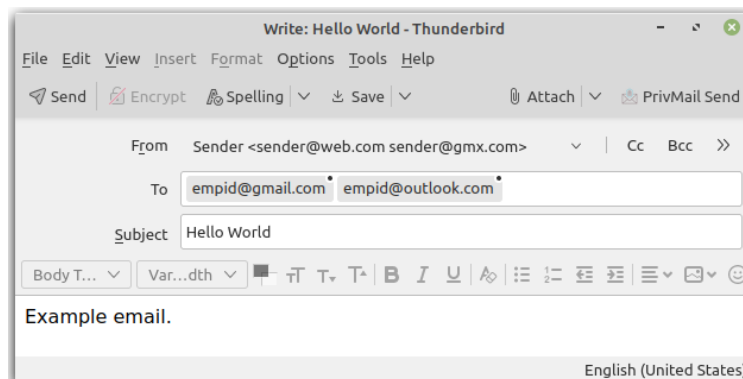 Write: Hello World - Thunderbird
File Edit View Insert Format Options Tools Help
Send Encrypt Spelling Save Attach PrivMail Send
From Sender <sender@web.com sender@gmx.com> Cc Bcc
To empid@gmail.com empid@outlook.com
Subject Hello World
Body T... Var...dth B I U
Example email.
English (United States)